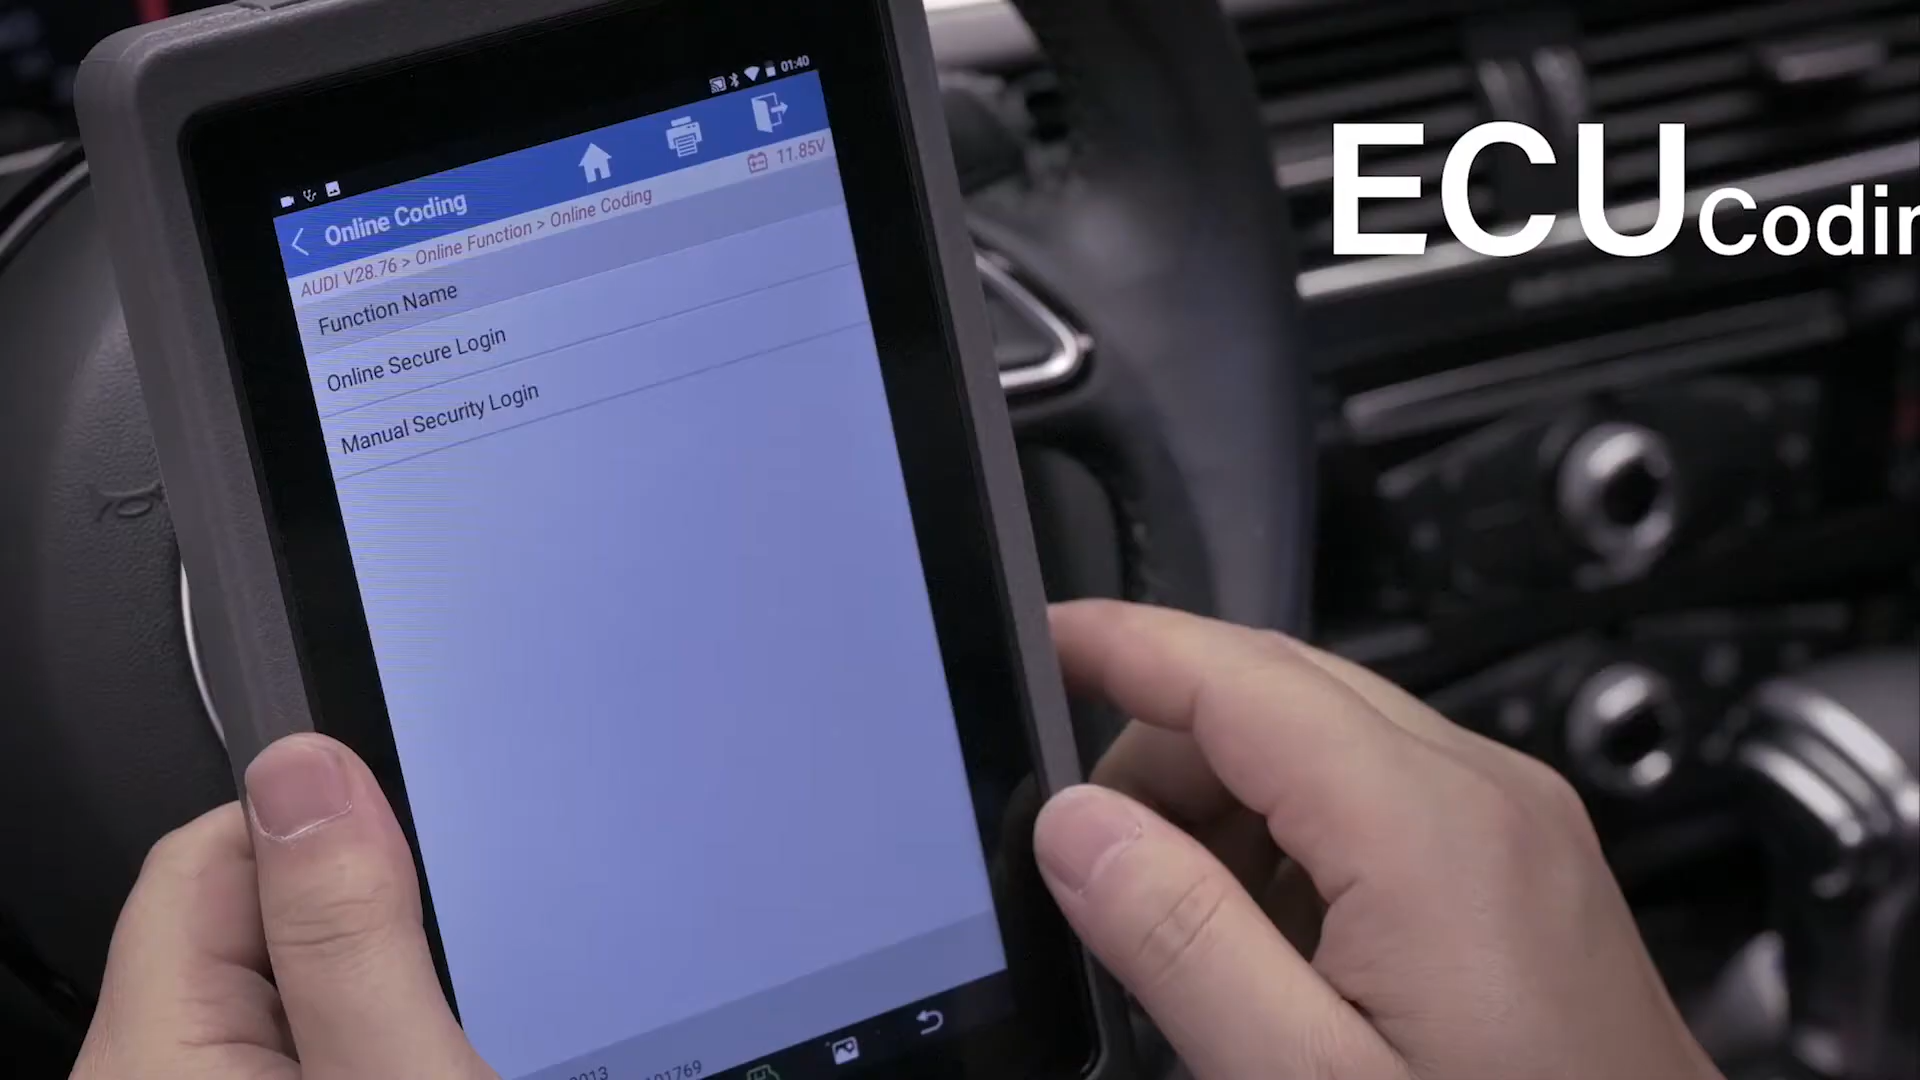 01:40
Online Coding
11.85V
AUDI V28.76 > Online Function > Online Coding
Function Name
Online Secure Login
Manual Security Login
ECU